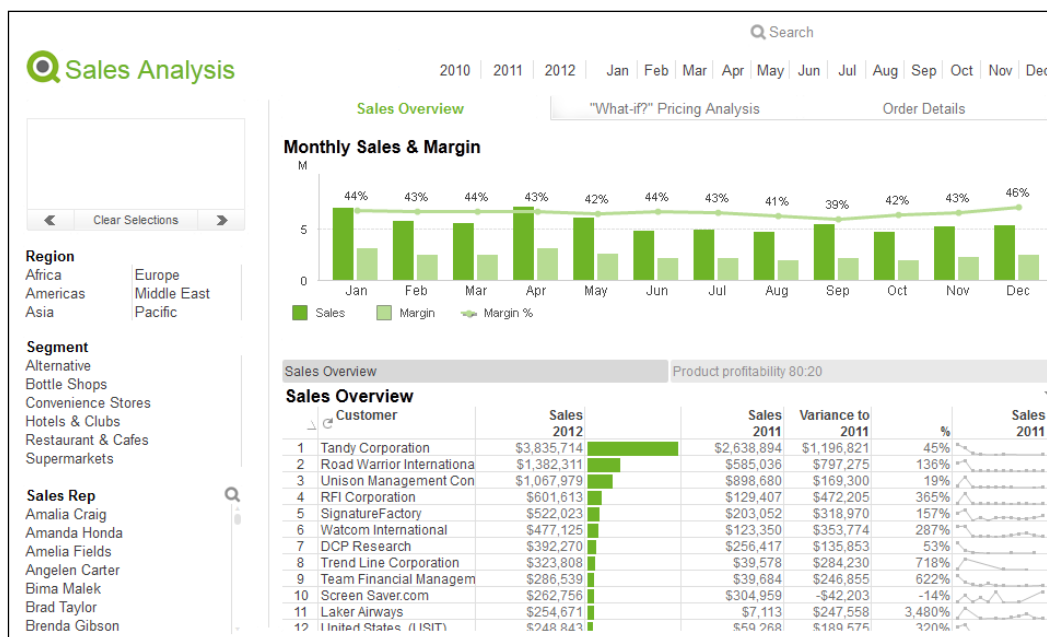 Search
Sales Analysis
2010 2011 2012 Jan Feb Mar Apr May Jun Jul Aug Sep Oct Nov Dec
Sales Overview "What-if?" Pricing Analysis Order Details
Clear Selections
Region
Africa Europe
Americas Middle East
Asia Pacific
Segment
Alternative
Bottle Shops
Convenience Stores
Hotels & Clubs
Restaurant & Cafes
Supermarkets
Sales Rep
Amalia Craig
Amanda Honda
Amelia Fields
Angelen Carter
Bima Malek
Brad Taylor
Brenda Gibson
Monthly Sales & Margin
M
44% 43% 44% 43% 42% 44% 43% 41% 39% 42% 43% 46%
5
0
Jan Feb Mar Apr May Jun Jul Aug Sep Oct Nov Dec
Sales Margin Margin %
Sales Overview Product profitability 80:20
Sales Overview
Customer Sales 2012 Sales 2011 Variance to 2011 % Sales 2011
1 Tandy Corporation $3,835,714 $2,638,894 $1,196,821 45%
2 Road Warrior Internationa $1,382,311 $585,036 $797,275 136%
3 Unison Management Con $1,067,979 $898,680 $169,300 19%
4 RFI Corporation $601,613 $129,407 $472,205 365%
5 SignatureFactory $522,023 $203,052 $318,970 157%
6 Watcom International $477,125 $123,350 $353,774 287%
7 DCP Research $392,270 $256,417 $135,853 53%
8 Trend Line Corporation $323,808 $39,578 $284,230 718%
9 Team Financial Managem $286,539 $39,684 $246,855 622%
10 Screen Saver.com $262,756 $304,959 -$42,203 -14%
11 Laker Airways $254,671 $7,113 $247,558 3,480%
12 United States (USIT) $248,843 $59,268 $189,575 320%